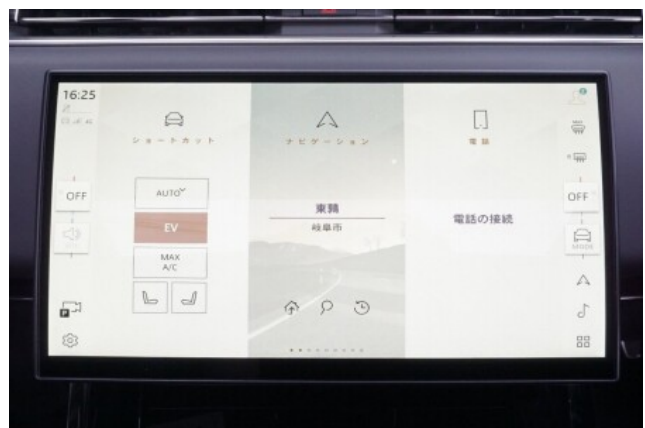 16:25
4G
ショートカット
ナビゲーション
電話
OFF
AUTO
EV
MAX
A/C
東鶉
岐阜市
電話の接続
OFF
MODE
P